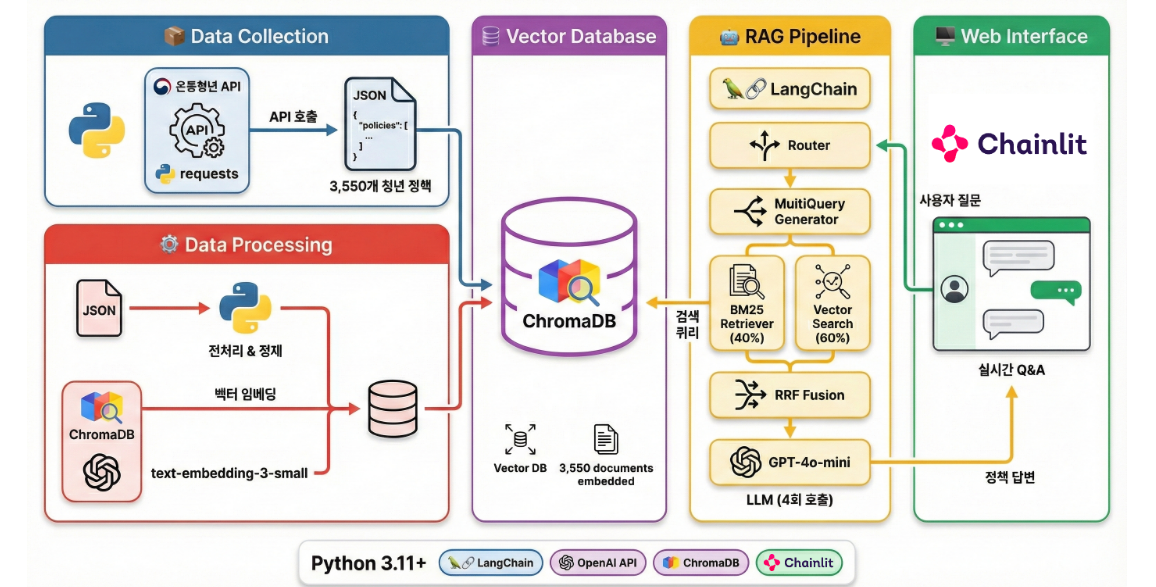 Data Collection
온통청년 API
API
requests
API 호출
JSON
{
"policies": [
...
]
}
3,550개 청년 정핵
Data Processing
JSON
전처리 & 정제
벡터 임베딩
ChromaDB
text-embedding-3-small
Vector Database
ChromaDB
Vector DB
3,550 documents
embedded
RAG Pipeline
LangChain
Router
MuitiQuery
Generator
BM25
Retriever
(40%)
Vector
Search
(60%)
검색
퀴리
RRF Fusion
GPT-4o-mini
LLM (4회 호출)
Web Interface
Chainlit
사용자 질문
실시간 Q&A
정책 답변
Python 3.11+
LangChain
OpenAI API
ChromaDB
Chainlit